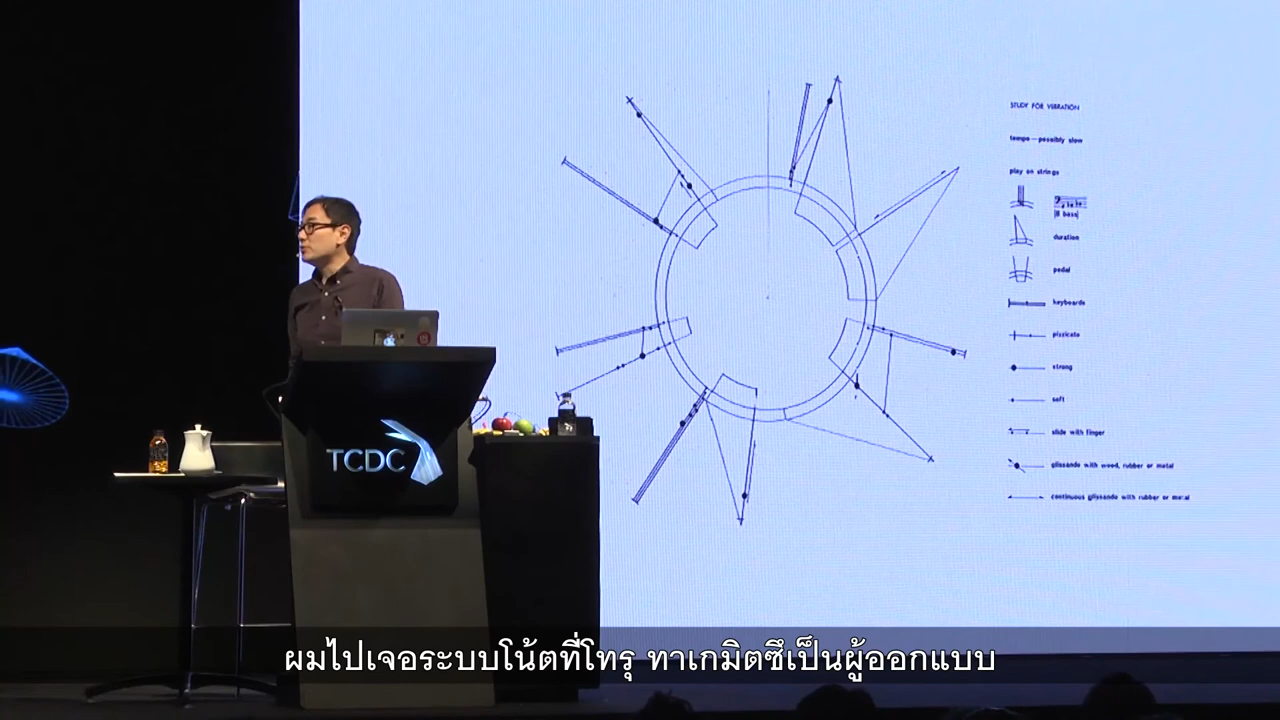 STUDY FOR VIBRATION
tempo—possibly slow
play on strings
|8 bass|
duration
pedal
keyboards
pizzicato
strong
soft
slide with finger
glissando with wood, rubber or metal
continuous glissando with rubber or metal
TCDC
ผมไปเจอระบบโน้ตที่โทรุ ทาเกมิตซึเป็นผู้ออกแบบ